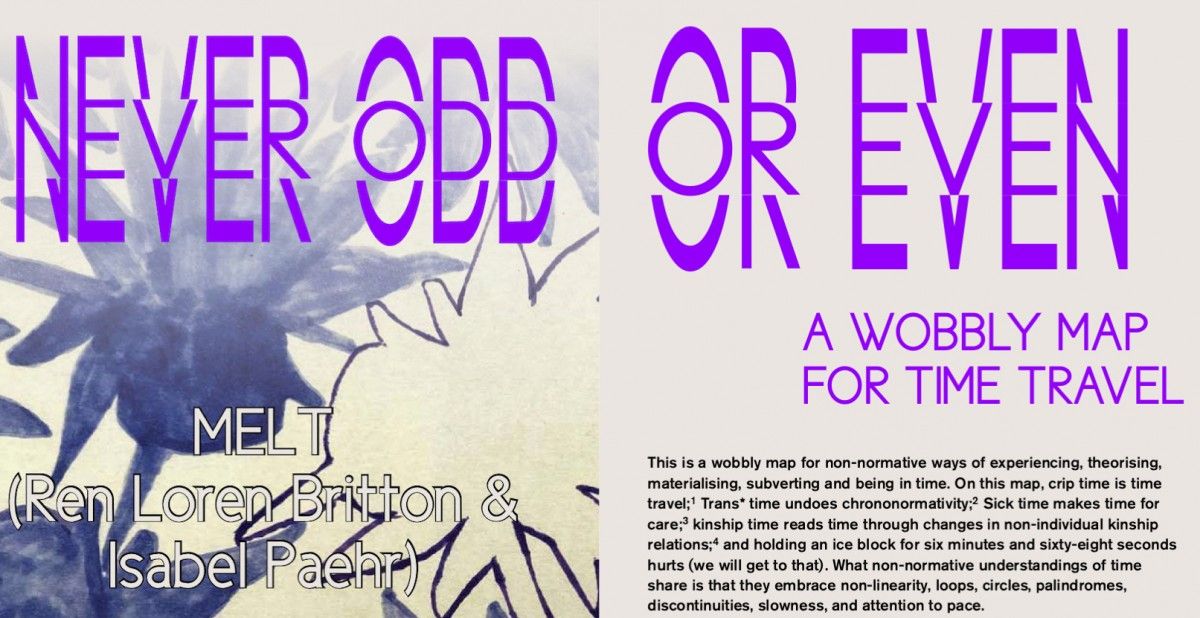 NEVER ODD
MELT
(Ren Loren Britton &
Isabel Paehr)
OR EVEN
A WOBBLY MAP
FOR TIME TRAVEL
This is a wobbly map for non-normative ways of experiencing, theorising,
materialising, subverting and being in time. On this map, crip time is time
travel;¹ Trans* time undoes chrononormativity;² Sick time makes time for
care;³ kinship time reads time through changes in non-individual kinship
relations;⁴ and holding an ice block for six minutes and sixty-eight seconds
hurts (we will get to that). What non-normative understandings of time
share is that they embrace non-linearity, loops, circles, palindromes,
discontinuities, slowness, and attention to pace.